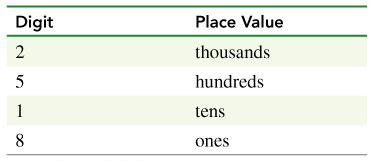 Digit Place Value
2 thousands
5 hundreds
1 tens
8 ones